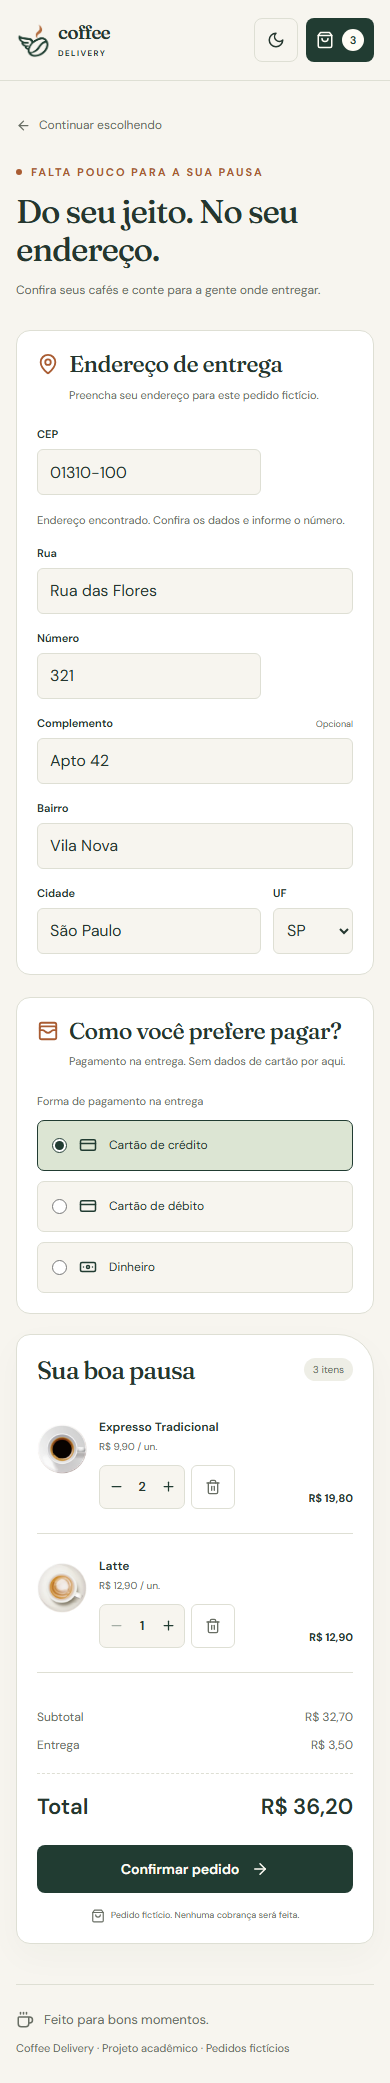 coffee
DELIVERY
3
Continuar escolhendo
FALTA POUCO PARA A SUA PAUSA
Do seu jeito. No seu
endereço.
Confira seus cafés e conte para a gente onde entregar.
Endereço de entrega
Preencha seu endereço para este pedido fictício.
CEP
01310-100
Endereço encontrado. Confira os dados e informe o número.
Rua
Rua das Flores
Número
321
Complemento Opcional
Apto 42
Bairro
Vila Nova
Cidade UF
São Paulo SP
Como você prefere pagar?
Pagamento na entrega. Sem dados de cartão por aqui.
Forma de pagamento na entrega
Cartão de crédito
Cartão de débito
Dinheiro
Sua boa pausa 3 itens
Expresso Tradicional
R$ 9,90 / un.
− 2 +
R$ 19,80
Latte
R$ 12,90 / un.
− 1 +
R$ 12,90
Subtotal R$ 32,70
Entrega R$ 3,50
Total R$ 36,20
Confirmar pedido →
Pedido fictício. Nenhuma cobrança será feita.
Feito para bons momentos.
Coffee Delivery · Projeto acadêmico · Pedidos fictícios